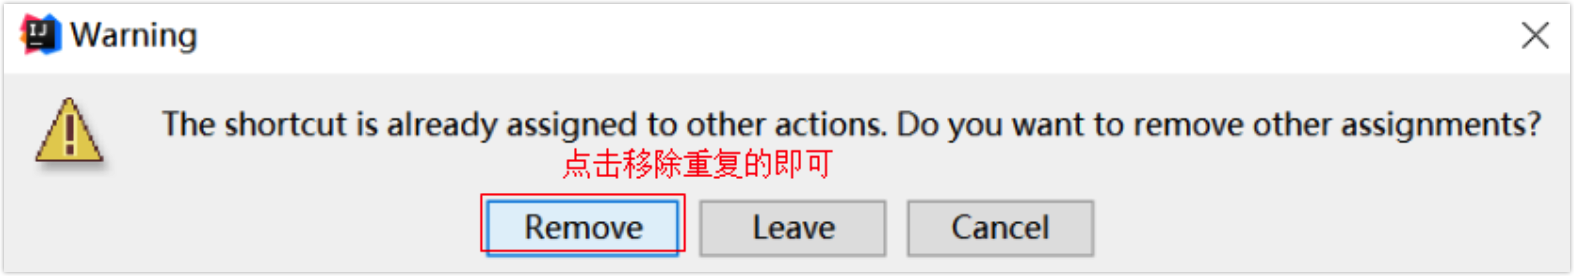 IJ
Warning
The shortcut is already assigned to other actions. Do you want to remove other assignments?
点击移除重复的即可
Remove
Leave
Cancel